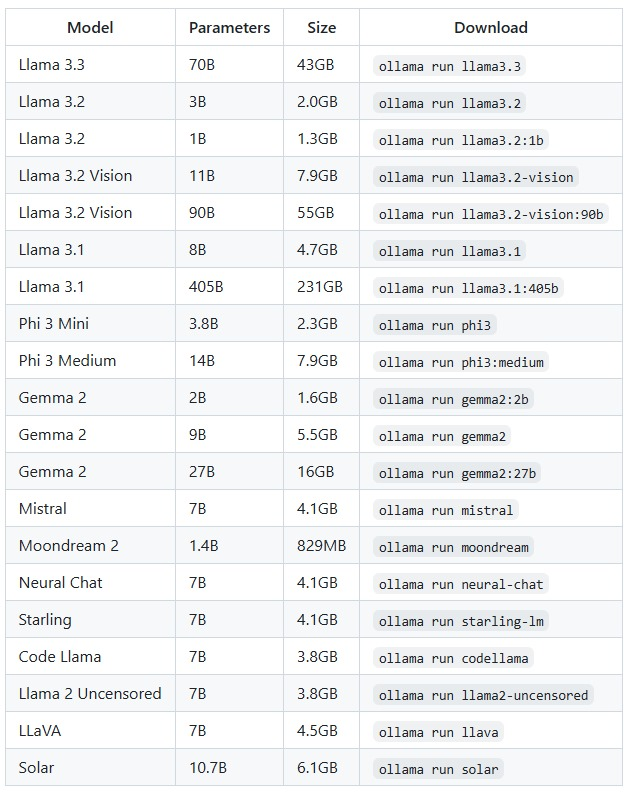 Model Parameters Size Download
Llama 3.3 70B 43GB ollama run llama3.3
Llama 3.2 3B 2.0GB ollama run llama3.2
Llama 3.2 1B 1.3GB ollama run llama3.2:1b
Llama 3.2 Vision 11B 7.9GB ollama run llama3.2-vision
Llama 3.2 Vision 90B 55GB ollama run llama3.2-vision:90b
Llama 3.1 8B 4.7GB ollama run llama3.1
Llama 3.1 405B 231GB ollama run llama3.1:405b
Phi 3 Mini 3.8B 2.3GB ollama run phi3
Phi 3 Medium 14B 7.9GB ollama run phi3:medium
Gemma 2 2B 1.6GB ollama run gemma2:2b
Gemma 2 9B 5.5GB ollama run gemma2
Gemma 2 27B 16GB ollama run gemma2:27b
Mistral 7B 4.1GB ollama run mistral
Moondream 2 1.4B 829MB ollama run moondream
Neural Chat 7B 4.1GB ollama run neural-chat
Starling 7B 4.1GB ollama run starling-lm
Code Llama 7B 3.8GB ollama run codellama
Llama 2 Uncensored 7B 3.8GB ollama run llama2-uncensored
LLaVA 7B 4.5GB ollama run llava
Solar 10.7B 6.1GB ollama run solar